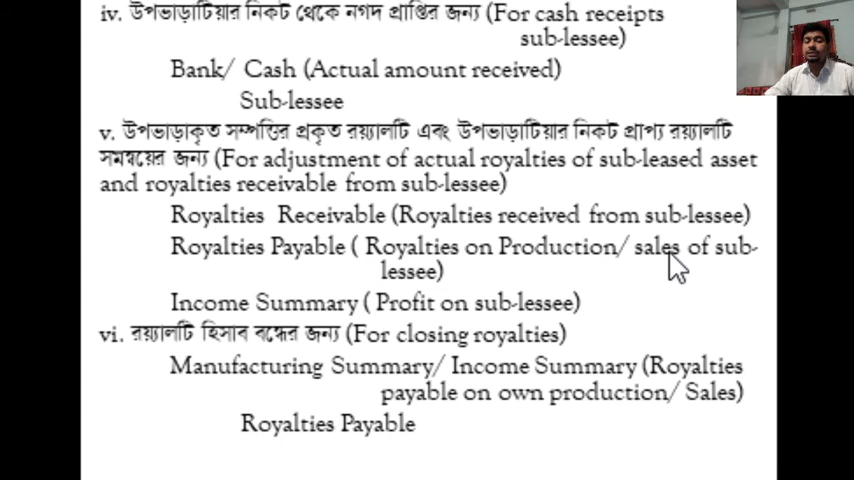 iv. উপভাড়াটিয়ার নিকট থেকে নগদ প্রাপ্তির জন্য (For cash receipts
sub-lessee)
Bank/ Cash (Actual amount received)
Sub-lessee
v. উপভাড়াকৃত সম্পত্তির প্রকৃত রয়্যালটি এবং উপভাড়াটিয়ার নিকট প্রাপ্য রয়্যালটি
সমন্বয়ের জন্য (For adjustment of actual royalties of sub-leased asset
and royalties receivable from sub-lessee)
Royalties Receivable (Royalties received from sub-lessee)
Royalties Payable ( Royalties on Production/ sales of sub-
lessee)
Income Summary ( Profit on sub-lessee)
vi. রয়্যালটি হিসাব বন্ধের জন্য (For closing royalties)
Manufacturing Summary/ Income Summary (Royalties
payable on own production/ Sales)
Royalties Payable